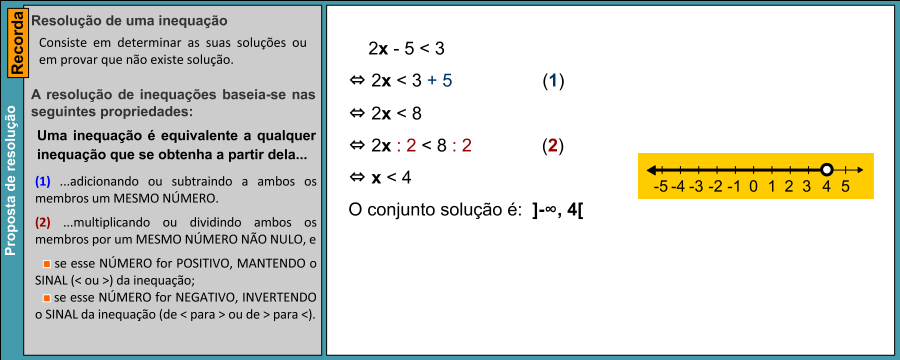 Proposta de resolução
Recorda
Resolução de uma inequação
Consiste em determinar as suas soluções ou
em provar que não existe solução.
A resolução de inequações baseia-se nas
seguintes propriedades:
Uma inequação é equivalente a qualquer
inequação que se obtenha a partir dela...
(1) ...adicionando ou subtraindo a ambos os
membros um MESMO NÚMERO.
(2) ...multiplicando ou dividindo ambos os
membros por um MESMO NÚMERO NÃO NULO, e
se esse NÚMERO for POSITIVO, MANTENDO o
SINAL (< ou >) da inequação;
se esse NÚMERO for NEGATIVO, INVERTENDO
o SINAL da inequação (de < para > ou de > para <).
2x - 5 < 3
⇔ 2x < 3 + 5 (1)
⇔ 2x < 8
⇔ 2x : 2 < 8 : 2 (2)
⇔ x < 4
O conjunto solução é: ]-∞, 4[
-5 -4 -3 -2 -1 0 1 2 3 4 5